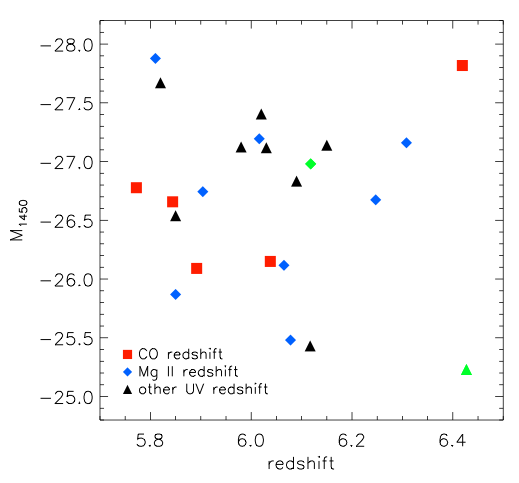 −28.0
−27.5
−27.0
−26.5
−26.0
−25.5
−25.0
M1450
CO redshift
Mg II redshift
other UV redshift
5.8 6.0 6.2 6.4
redshift